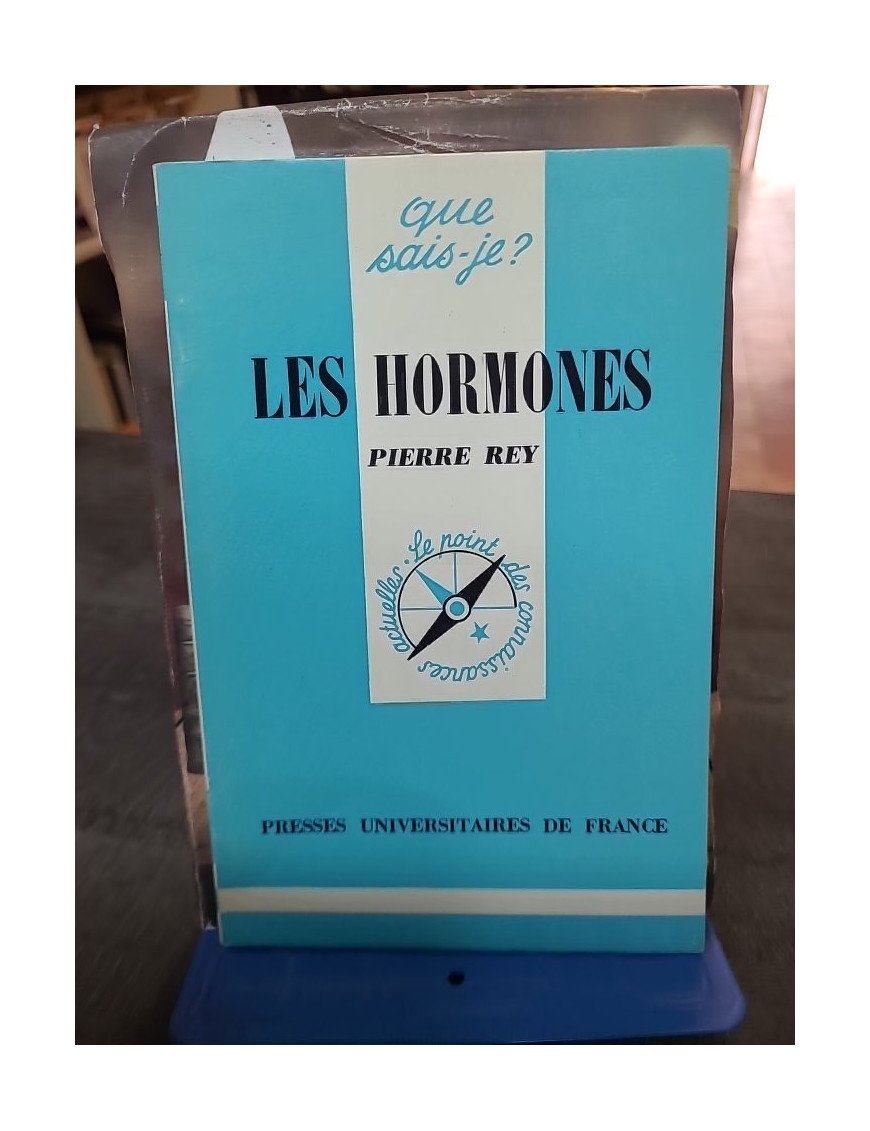 que
sais-je?
LES HORMONES
PIERRE REY
Le point des connaissances actuelles.
PRESSES UNIVERSITAIRES DE FRANCE